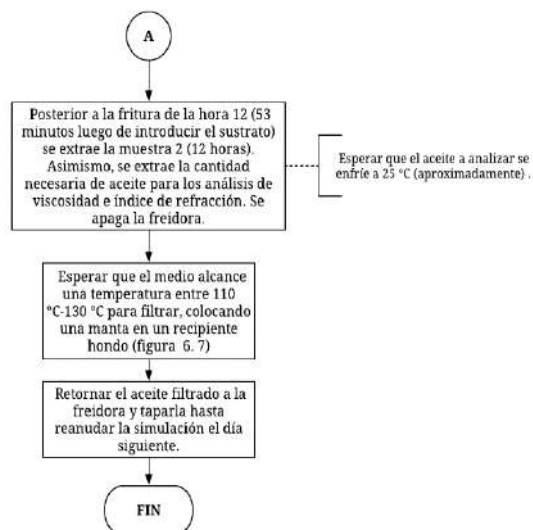 A
Posterior a la fritura de la hora 12 (53
minutos luego de introducir el sustrato)
se extrae la muestra 2 (12 horas).
Asimismo, se extrae la cantidad
necesaria de aceite para los análisis de
viscosidad e índice de refracción. Se
apaga la freidora.
Esperar que el aceite a analizar se
enfríe a 25 °C (aproximadamente) .
Esperar que el medio alcance
una temperatura entre 110
°C-130 °C para filtrar, colocando
una manta en un recipiente
hondo (figura 6. 7)
Retornar el aceite filtrado a la
freidora y taparla hasta
reanudar la simulación el día
siguiente.
FIN